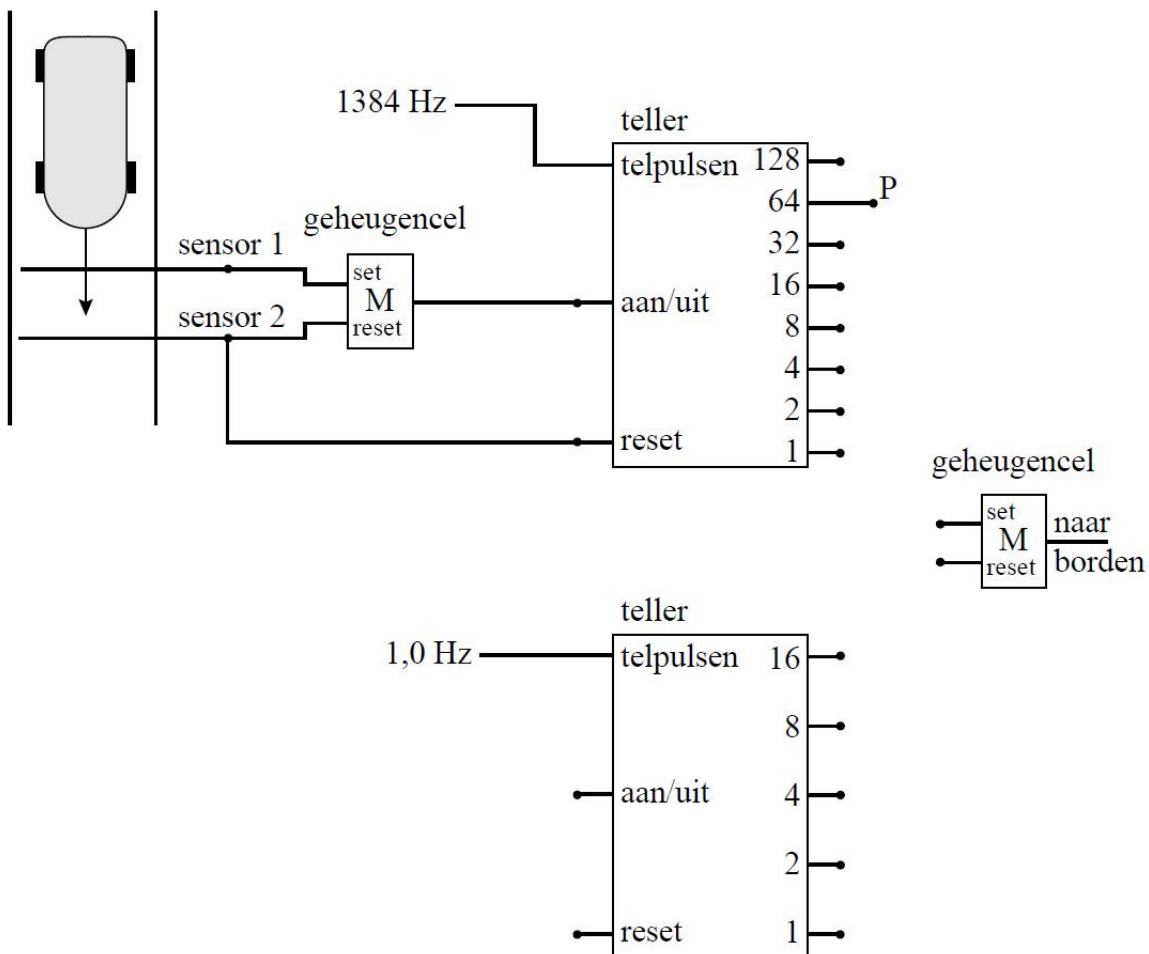 1384 Hz
teller
telpulsen
128
64
P
32
16
8
4
2
1
aan/uit
reset
geheugencel
set
M
reset
sensor 1
sensor 2
geheugencel
set
M
reset
naar
borden
teller
1,0 Hz
telpulsen
16
8
aan/uit
4
2
reset
1